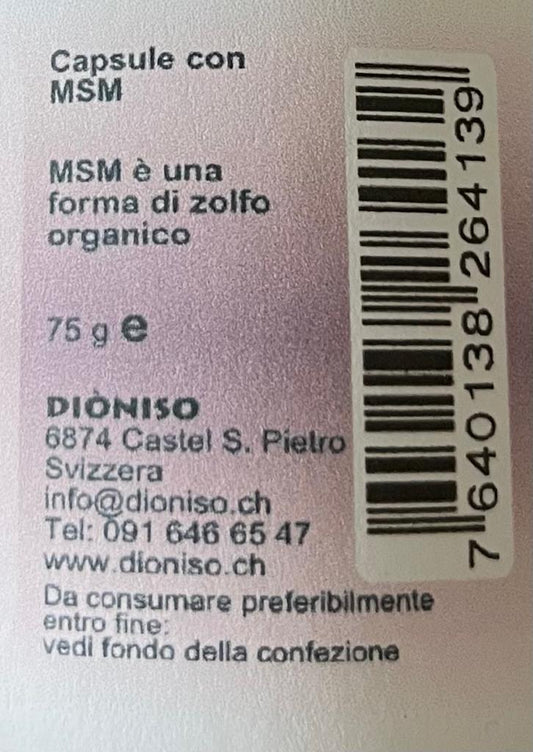 Capsule con
MSM
MSM è una
forma di zolfo
organico
75 g ℮
DIÒNISO
6874 Castel S. Pietro
Svizzera
info@dioniso.ch
Tel: 091 646 65 47
www.dioniso.ch
Da consumare preferibilmente
entro fine:
vedi fondo della confezione
7 640138 264139